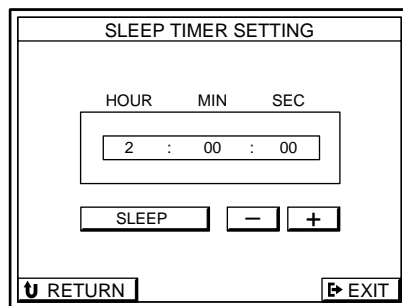 SLEEP TIMER SETTING
HOUR MIN SEC
2 : 00 : 00
SLEEP − +
RETURN EXIT